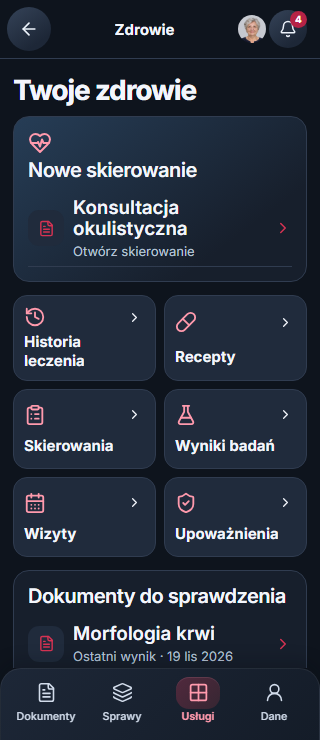 Zdrowie
4
Twoje zdrowie
Nowe skierowanie
Konsultacja
okulistyczna
Otwórz skierowanie
Historia
leczenia
Recepty
Skierowania
Wyniki badań
Wizyty
Upoważnienia
Dokumenty do sprawdzenia
Morfologia krwi
Ostatni wynik · 19 lis 2026
Dokumenty
Sprawy
Usługi
Dane